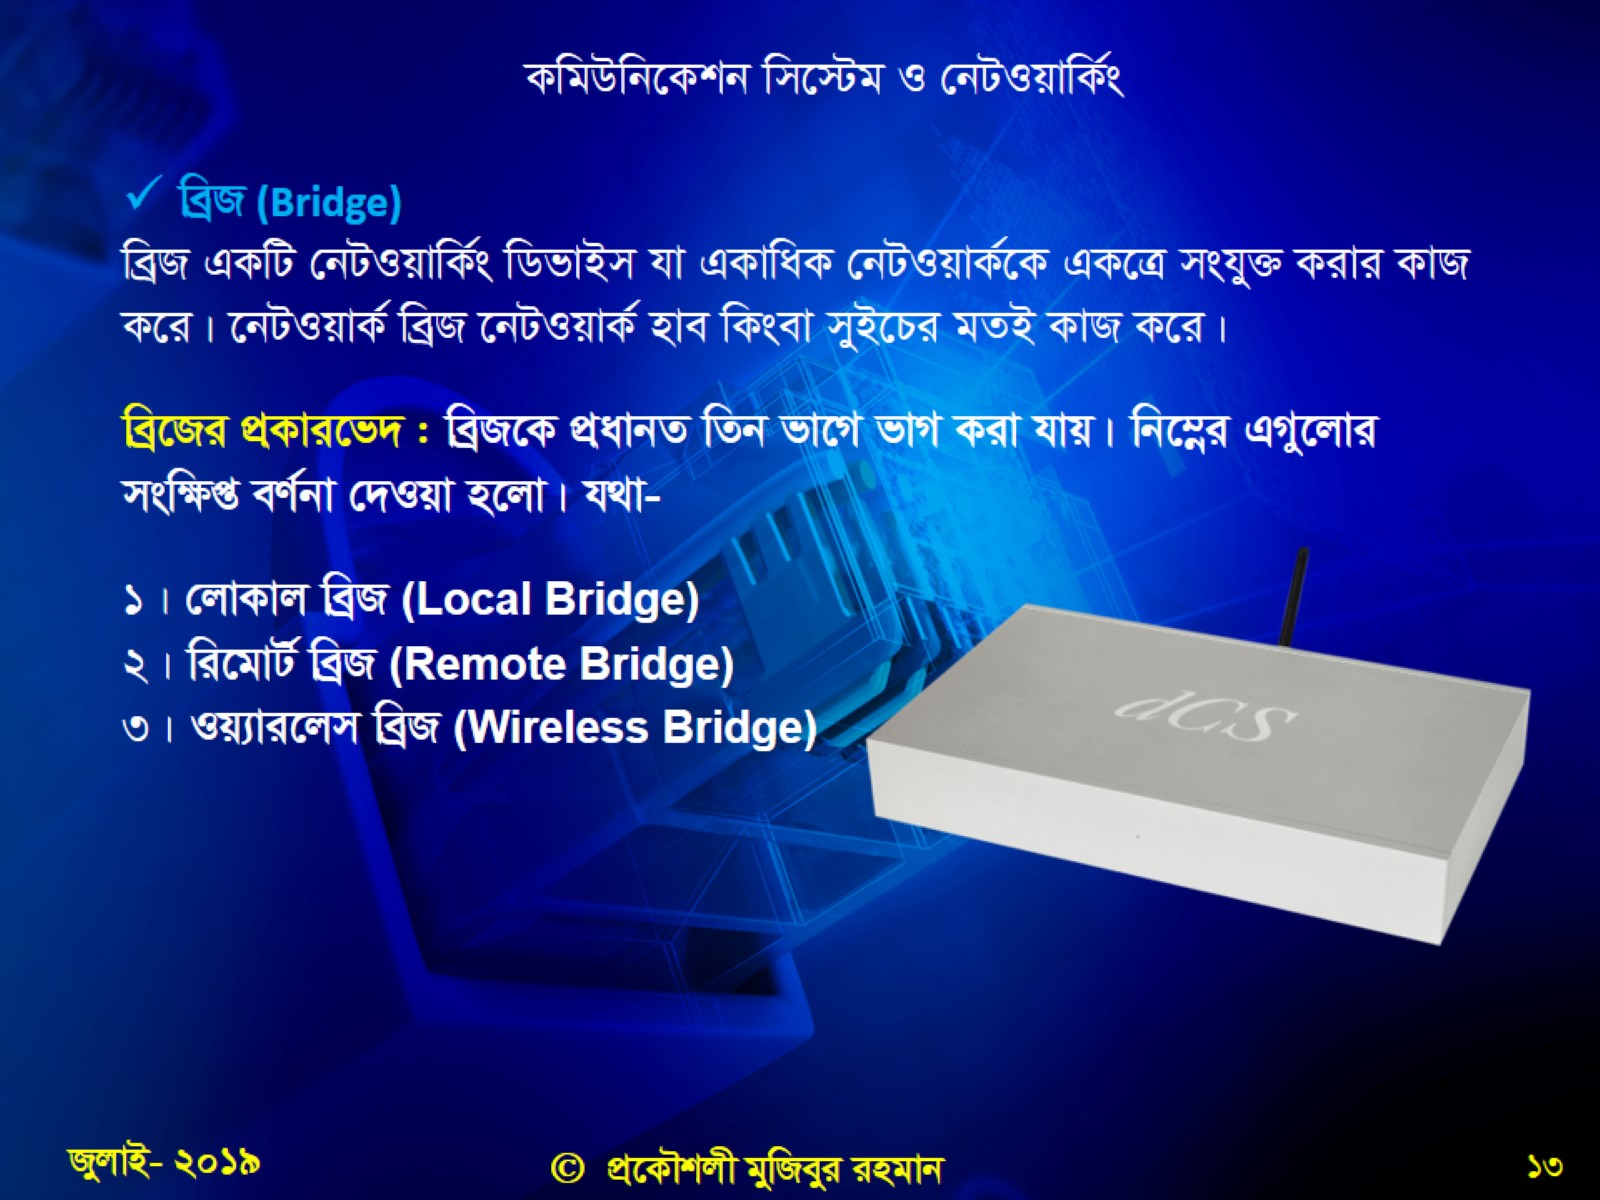 কমিউনিকেশন সিস্টেম ও নেটওয়ার্কিং
✓ ব্রিজ (Bridge)
ব্রিজ একটি নেটওয়ার্কিং ডিভাইস যা একাধিক নেটওয়ার্ককে একত্রে সংযুক্ত করার কাজ
করে। নেটওয়ার্ক ব্রিজ নেটওয়ার্ক হাব কিংবা সুইচের মতই কাজ করে।
ব্রিজের প্রকারভেদ : ব্রিজকে প্রধানত তিন ভাগে ভাগ করা যায়। নিম্নের এগুলোর
সংক্ষিপ্ত বর্ণনা দেওয়া হলো। যথা-
১। লোকাল ব্রিজ (Local Bridge)
২। রিমোর্ট ব্রিজ (Remote Bridge)
৩। ওয়্যারলেস ব্রিজ (Wireless Bridge)
dCS
জুলাই- ২০১৯
© প্রকৌশলী মুজিবুর রহমান
১৩